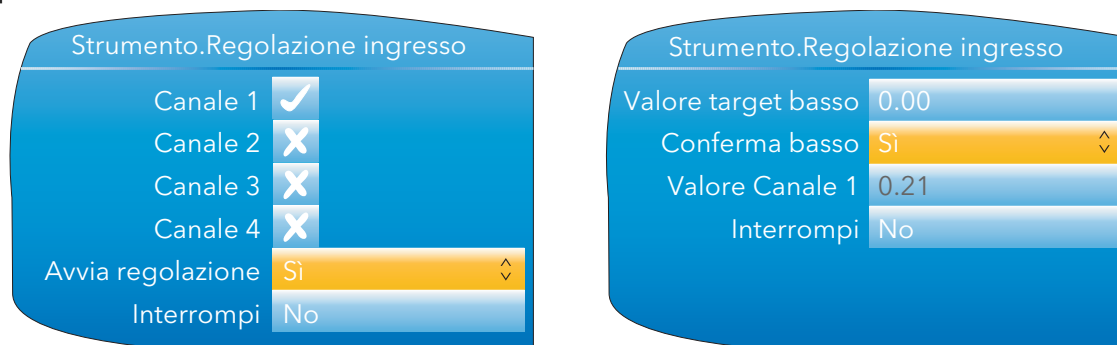 Strumento.Regolazione ingresso
Canale 1
Canale 2
Canale 3
Canale 4
Avvia regolazione Sì
Interrompi No
Strumento.Regolazione ingresso
Valore target basso 0.00
Conferma basso Sì
Valore Canale 1 0.21
Interrompi No